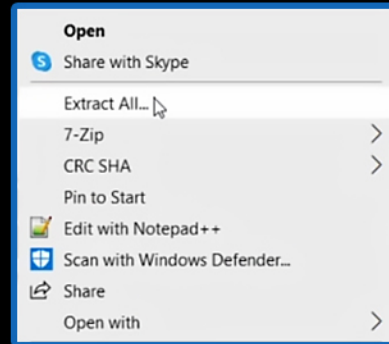 Open
Share with Skype
Extract All...
7-Zip
CRC SHA
Pin to Start
Edit with Notepad++
Scan with Windows Defender...
Share
Open with